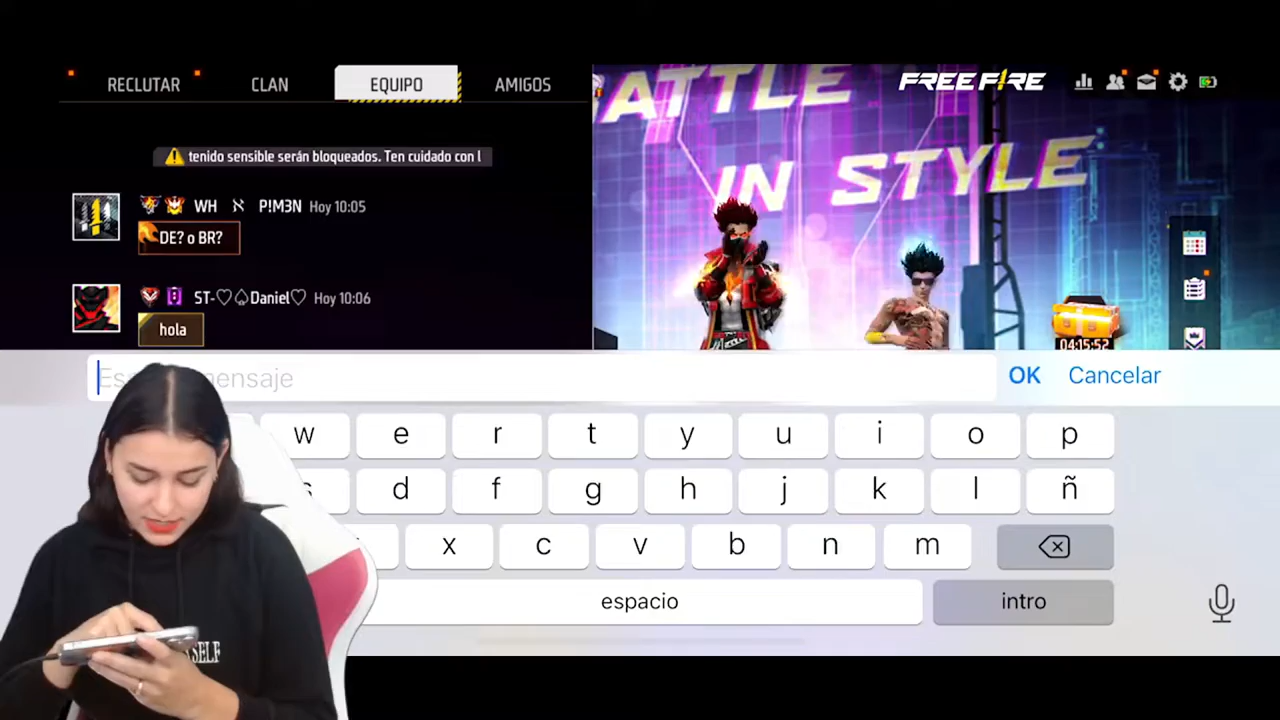 RECLUTAR CLAN EQUIPO AMIGOS
FREE FIRE
ATTLE
IN STYLE
tenido sensible serán bloqueados. Ten cuidado con l
WH א P!M3N Hoy 10:05
DE? o BR?
ST-♡♤Daniel♡ Hoy 10:06
hola
04:15:52
mensaje
OK Cancelar
w e r t y u i o p
s d f g h j k l ñ
x c v b n m
espacio intro